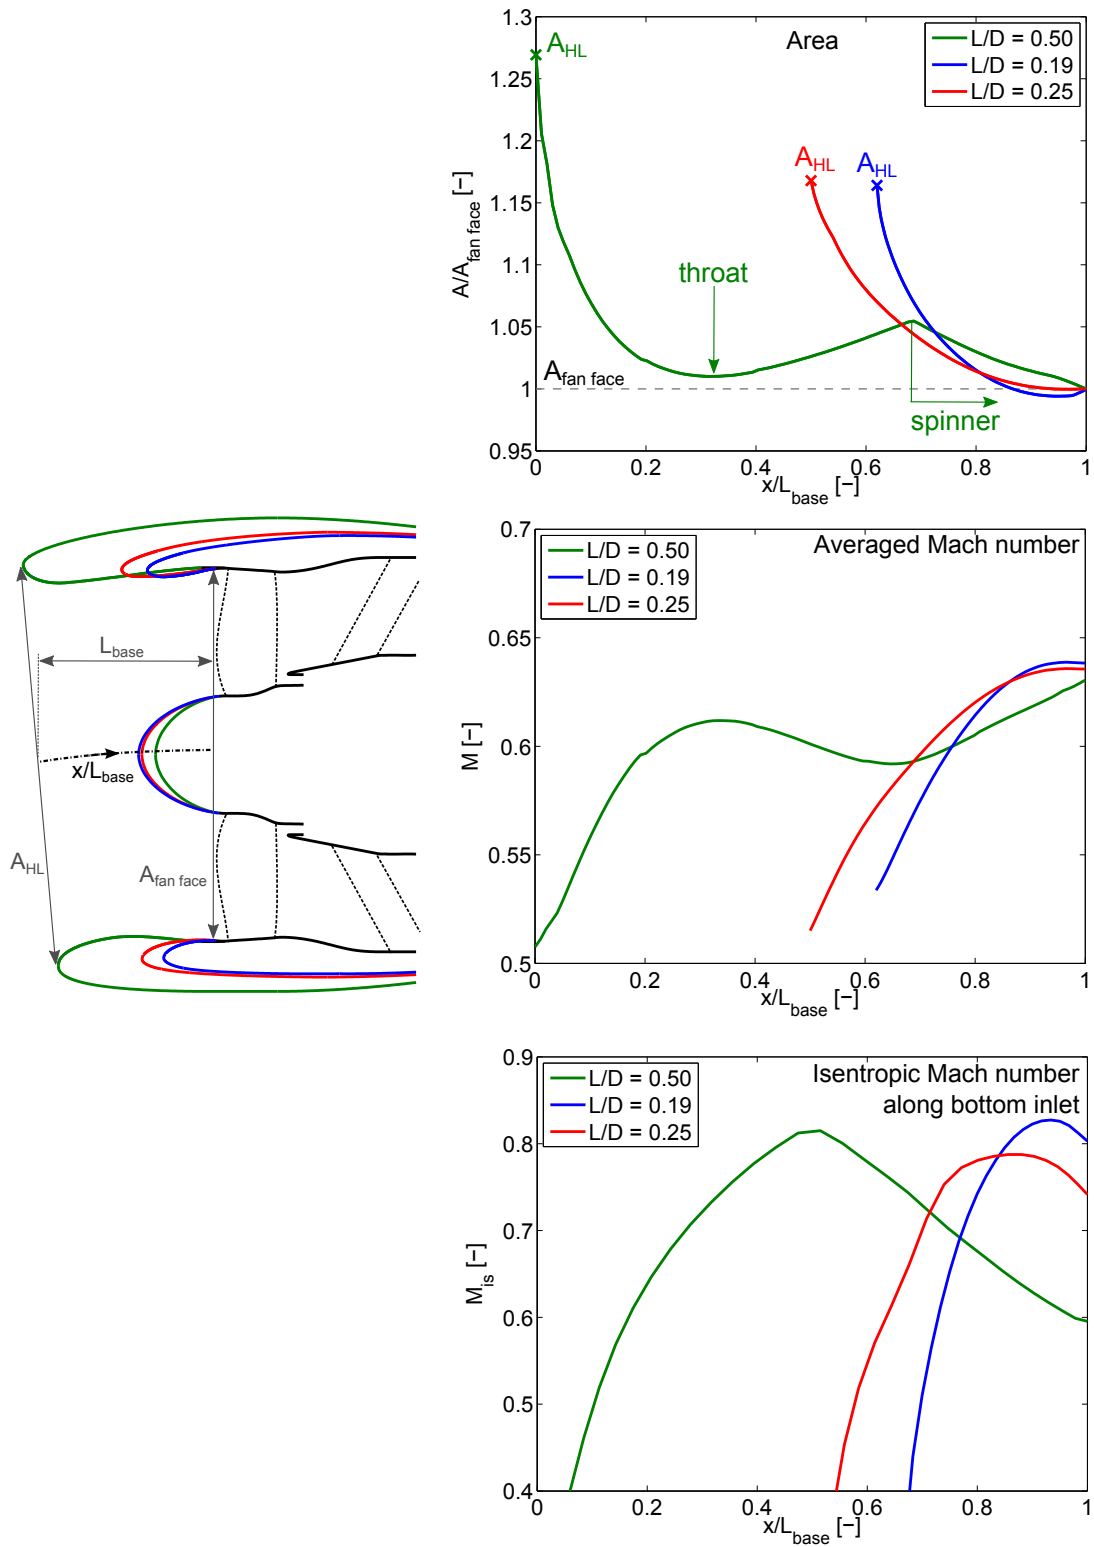 Area
A_HL
A_HL
A_HL
L/D = 0.50
L/D = 0.19
L/D = 0.25
throat
A_fan face
spinner
A/A_fan face [−]
1.3
1.25
1.2
1.15
1.1
1.05
1
0.95
0 0.2 0.4 0.6 0.8 1
x/L_base [−]
L_base
x/L_base
A_HL
A_fan face
Averaged Mach number
L/D = 0.50
L/D = 0.19
L/D = 0.25
M [−]
0.7
0.65
0.6
0.55
0.5
0 0.2 0.4 0.6 0.8 1
x/L_base [−]
Isentropic Mach number
along bottom inlet
L/D = 0.50
L/D = 0.19
L/D = 0.25
M_is [−]
0.9
0.8
0.7
0.6
0.5
0.4
0 0.2 0.4 0.6 0.8 1
x/L_base [−]